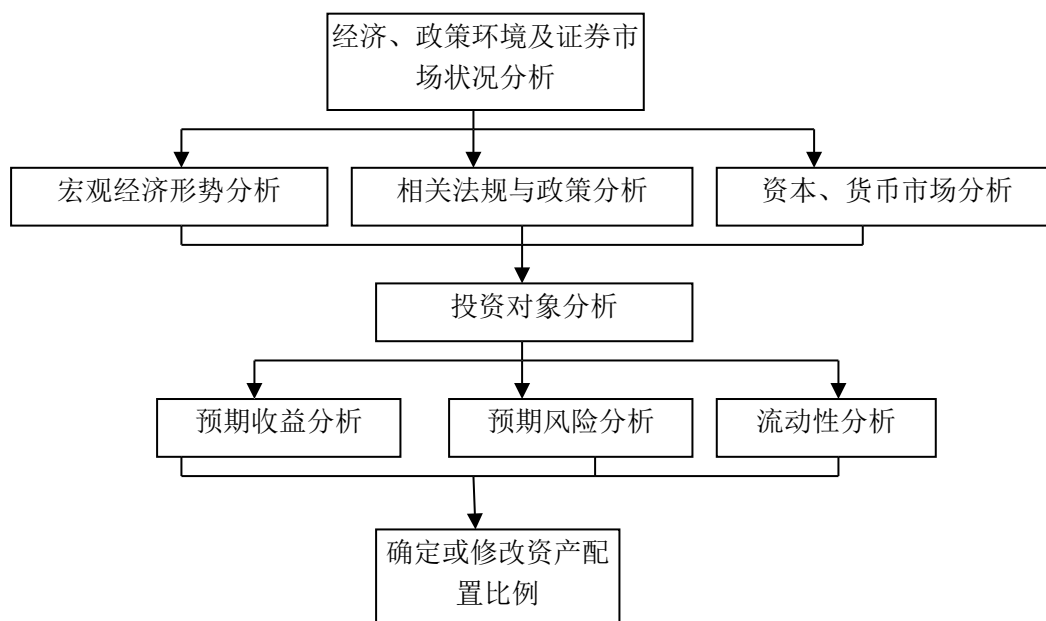 经济、政策环境及证券市
场状况分析
宏观经济形势分析
相关法规与政策分析
资本、货币市场分析
投资对象分析
预期收益分析
预期风险分析
流动性分析
确定或修改资产配
置比例